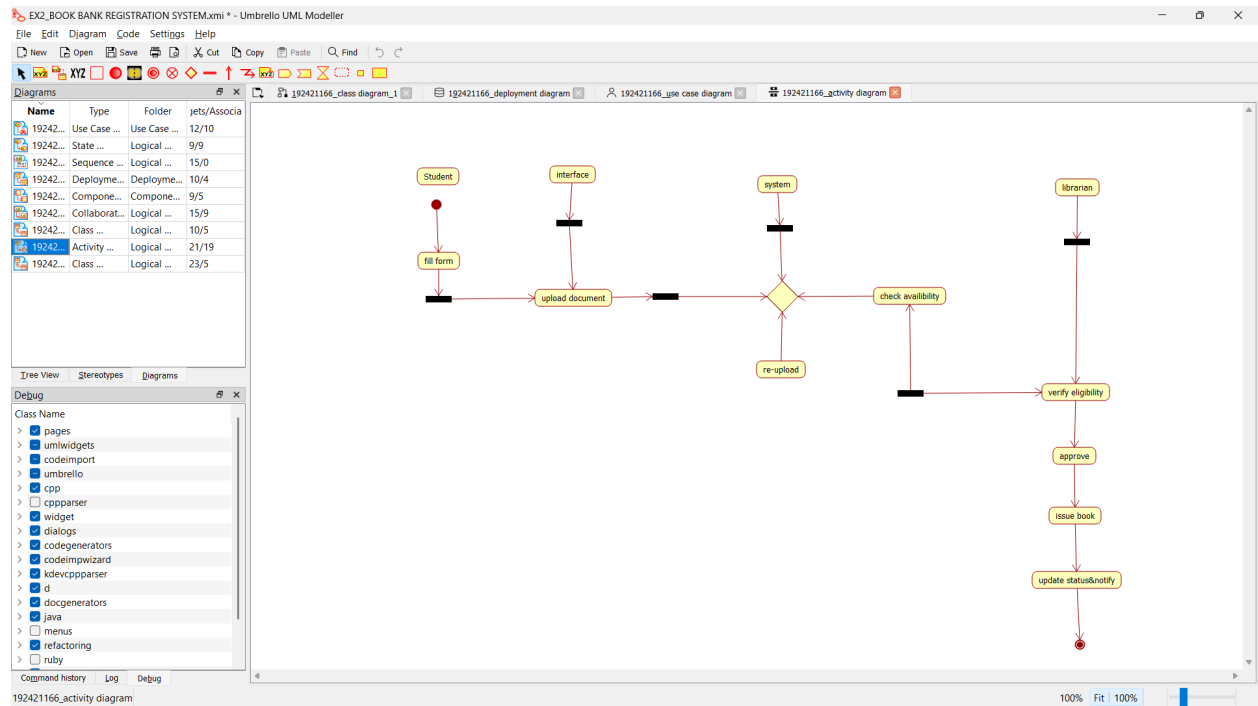 EX2_BOOK BANK REGISTRATION SYSTEM.xmi * - Umbrello UML Modeller
File Edit Diagram Code Settings Help
New Open Save Cut Copy Paste Find
XYZ XYZ XYZ
Diagrams
192421166_class diagram_1 192421166_deployment diagram 192421166_use case diagram 192421166_activity diagram
Name Type Folder jets/Associa
19242... Use Case ... Use Case ... 12/10
19242... State ... Logical ... 9/9
19242... Sequence ... Logical ... 15/0
19242... Deployme... Deployme... 10/4
19242... Compone... Compone... 9/5
19242... Collaborat... Logical ... 15/9
19242... Class ... Logical ... 10/5
19242... Activity ... Logical ... 21/19
19242... Class ... Logical ... 23/5
Tree View Stereotypes Diagrams
Debug
Class Name
pages
umlwidgets
codeimport
umbrello
cpp
cppparser
widget
dialogs
codegenerators
codeimpwizard
kdevcppparser
d
docgenerators
java
menus
refactoring
ruby
Command history Log Debug
Student
interface
system
librarian
fill form
upload document
check availibility
re-upload
verify eligibility
approve
issue book
update status&notify
192421166_activity diagram
100% Fit 100%